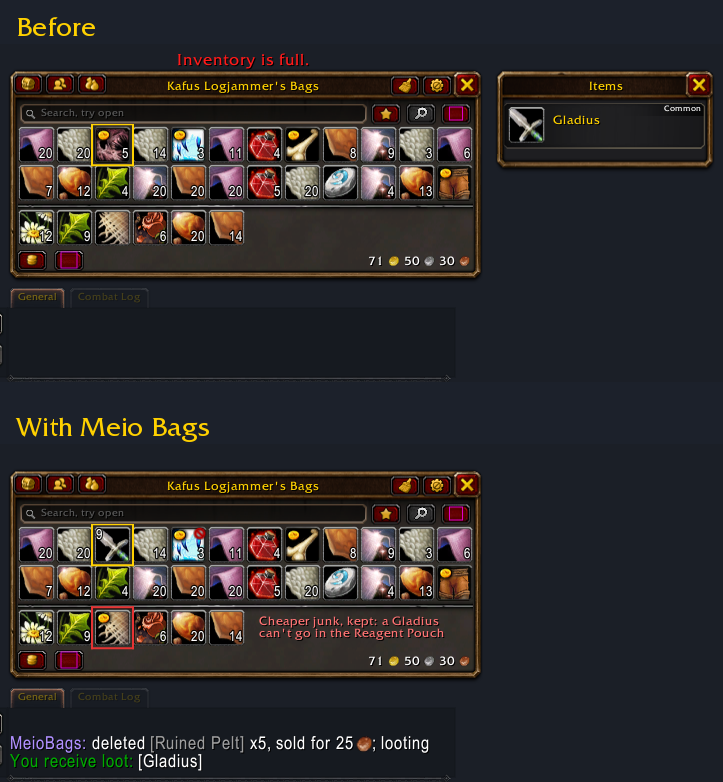 Before
Inventory is full.
Kafus Logjammer's Bags
Items
Search, try open
Common
Gladius
20 20 5 14 3 11 4 8 9 3 6
7 12 4 20 20 20 5 20 4 13
12 9 6 20 14
71 50 30
General Combat Log
With Meio Bags
Kafus Logjammer's Bags
Search, try open
20 20 9 14 3 11 4 8 9 3 6
7 12 4 20 20 20 5 20 4 13
12 9 6 20 14
Cheaper junk, kept: a Gladius
can't go in the Reagent Pouch
71 50 30
General Combat Log
MeioBags: deleted [Ruined Pelt] x5, sold for 25 ; looting
You receive loot: [Gladius]